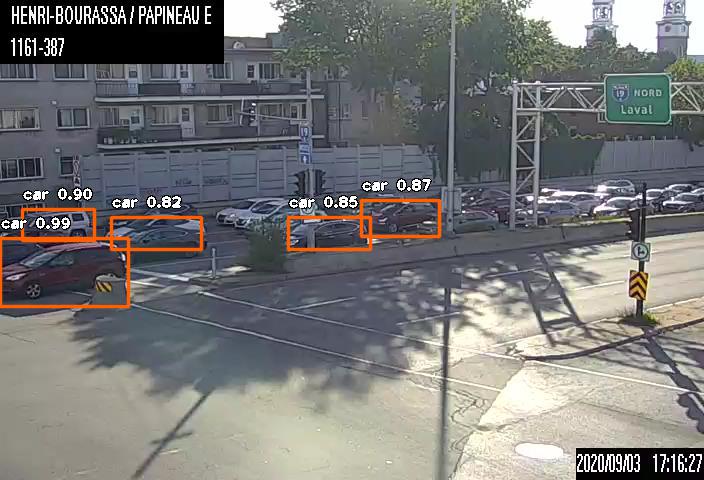 HENRI-BOURASSA / PAPINEAU E
1161-387
19 NORD
Laval
19
car 0.90
car 0.82
car 0.85
car 0.87
car 0.99
2020/09/03 17:16:27